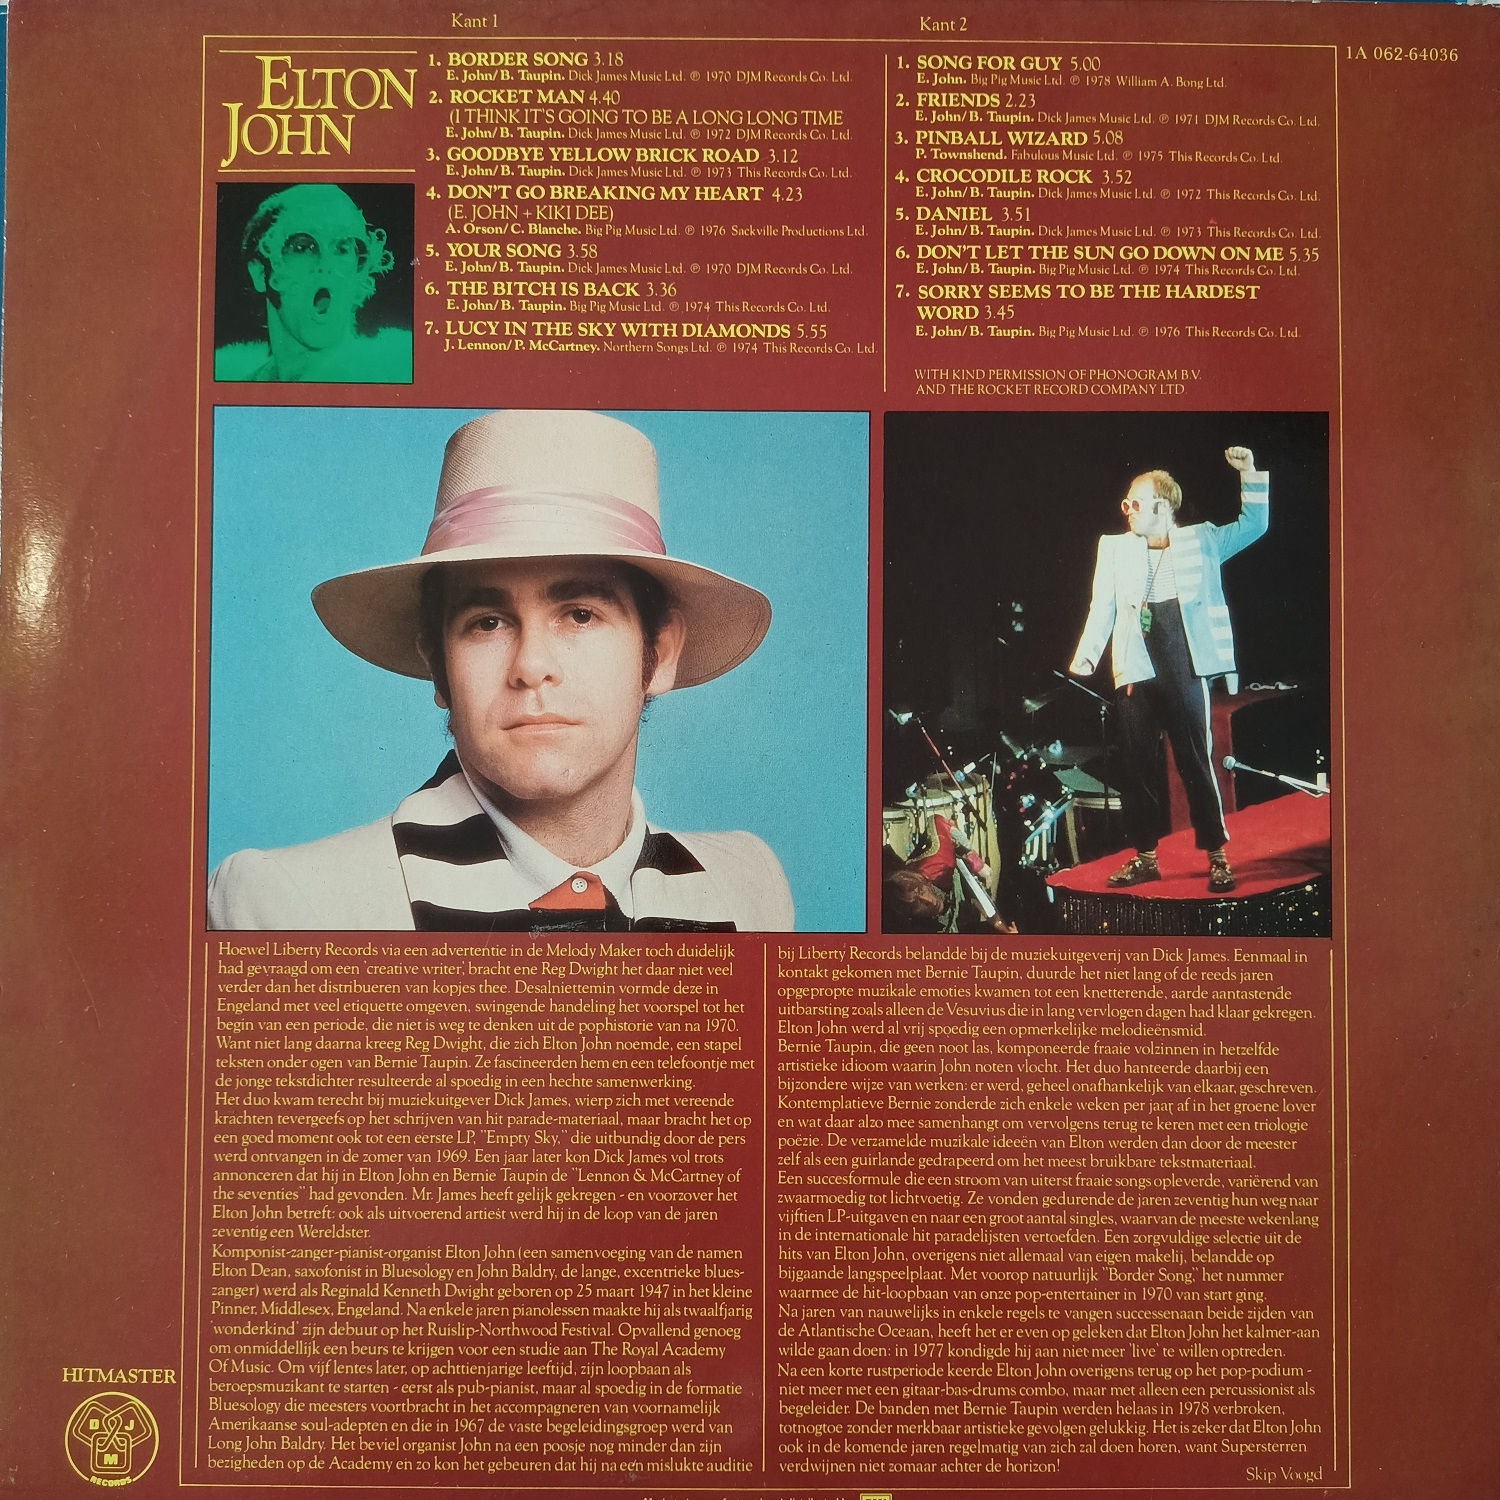 Kant 1
Kant 2
1A 062-64036
ELTON
JOHN
1. BORDER SONG 3.18
E. John/B. Taupin. Dick James Music Ltd. ℗ 1970 DJM Records Co. Ltd.
2. ROCKET MAN 4.40
(I THINK IT'S GOING TO BE A LONG LONG TIME
E. John/B. Taupin. Dick James Music Ltd. ℗ 1972 DJM Records Co. Ltd.
3. GOODBYE YELLOW BRICK ROAD 3.12
E. John/B. Taupin. Dick James Music Ltd. ℗ 1973 This Records Co. Ltd.
4. DON'T GO BREAKING MY HEART 4.23
(E. JOHN + KIKI DEE)
A. Orson/C. Blanche. Big Pig Music Ltd. ℗ 1976 Sackville Productions Ltd.
5. YOUR SONG 3.58
E. John/B. Taupin. Dick James Music Ltd. ℗ 1970 DJM Records Co. Ltd.
6. THE BITCH IS BACK 3.36
E. John/B. Taupin. Big Pig Music Ltd. ℗ 1974 This Records Co. Ltd.
7. LUCY IN THE SKY WITH DIAMONDS 5.55
J. Lennon/P. McCartney. Northern Songs Ltd. ℗ 1974 This Records Co. Ltd.
1. SONG FOR GUY 5.00
E. John. Big Pig Music Ltd. ℗ 1978 William A. Bong Ltd.
2. FRIENDS 2.23
E. John/B. Taupin. Dick James Music Ltd. ℗ 1971 DJM Records Co. Ltd.
3. PINBALL WIZARD 5.08
P. Townshend. Fabulous Music Ltd. ℗ 1975 This Records Co. Ltd.
4. CROCODILE ROCK 3.52
E. John/B. Taupin. Dick James Music Ltd. ℗ 1972 This Records Co. Ltd.
5. DANIEL 3.51
E. John/B. Taupin. Dick James Music Ltd. ℗ 1973 This Records Co. Ltd.
6. DON'T LET THE SUN GO DOWN ON ME 5.35
E. John/B. Taupin. Big Pig Music Ltd. ℗ 1974 This Records Co. Ltd.
7. SORRY SEEMS TO BE THE HARDEST
WORD 3.45
E. John/B. Taupin. Big Pig Music Ltd. ℗ 1976 This Records Co. Ltd.
WITH KIND PERMISSION OF PHONOGRAM B.V.
AND THE ROCKET RECORD COMPANY LTD.
Hoewel Liberty Records via een advertentie in de Melody Maker toch duidelijk
had gevraagd om een 'creative writer', bracht ene Reg Dwight het daar niet veel
verder dan het distribueren van kopjes thee. Desalniettemin vormde deze in
Engeland met veel etiquette omgeven, swingende handeling het voorspel tot het
begin van een periode, die niet is weg te denken uit de pophistorie van na 1970.
Want niet lang daarna kreeg Reg Dwight, die zich Elton John noemde, een stapel
teksten onder ogen van Bernie Taupin. Ze fascineerden hem en een telefoontje met
de jonge tekstdichter resulteerde al spoedig in een hechte samenwerking.
Het duo kwam terecht bij muziekuitgever Dick James, wierp zich met vereende
krachten tevergeefs op het schrijven van hit parade-materiaal, maar bracht het op
een goed moment ook tot een eerste LP, "Empty Sky," die uitbundig door de pers
werd ontvangen in de zomer van 1969. Een jaar later kon Dick James vol trots
annonceren dat hij in Elton John en Bernie Taupin de "Lennon & McCartney of
the seventies" had gevonden. Mr. James heeft gelijk gekregen - en voorzover het
Elton John betreft: ook als uitvoerend artiest werd hij in de loop van de jaren
zeventig een Wereldster.
Komponist-zanger-pianist-organist Elton John (een samenvoeging van de namen
Elton Dean, saxofonist in Bluesology en John Baldry, de lange, excentrieke blues-
zanger) werd als Reginald Kenneth Dwight geboren op 25 maart 1947 in het kleine
Pinner, Middlesex, Engeland. Na enkele jaren pianolessen maakte hij als twaalfjarig
'wonderkind' zijn debuut op het Ruislip-Northwood Festival. Opvallend genoeg
om onmiddellijk een beurs te krijgen voor een studie aan The Royal Academy
Of Music. Om vijf lentes later, op achttienjarige leeftijd, zijn loopbaan als
beroepsmuzikant te starten - eerst als pub-pianist, maar al spoedig in de formatie
Bluesology die meesters voortbracht in het accompagneren van voornamelijk
Amerikaanse soul-adepten en die in 1967 de vaste begeleidingsgroep werd van
Long John Baldry. Het beviel organist John na een poosje nog minder dan zijn
bezigheden op de Academy en zo kon het gebeuren dat hij na een mislukte auditie
bij Liberty Records belandde bij de muziekuitgeverij van Dick James. Eenmaal in
kontakt gekomen met Bernie Taupin, duurde het niet lang of de reeds jaren
opgepropte muzikale emoties kwamen tot een knetterende, aarde aantastende
uitbarsting zoals alleen de Vesuvius die in lang vervlogen dagen had klaar gekregen.
Elton John werd al vrij spoedig een opmerkelijke melodieënsmid.
Bernie Taupin, die geen noot las, komponeerde fraaie volzinnen in hetzelfde
artistieke idioom waarin John noten vlocht. Het duo hanteerde daarbij een
bijzondere wijze van werken: er werd, geheel onafhankelijk van elkaar, geschreven.
Kontemplatieve Bernie zonderde zich enkele weken per jaar af in het groene lover
en wat daar alzo mee samenhangt om vervolgens terug te keren met een triologie
poëzie. De verzamelde muzikale ideeën van Elton werden dan door de meester
zelf als een guirlande gedrapeerd om het meest bruikbare tekstmateriaal.
Een succesformule die een stroom van uiterst fraaie songs opleverde, variërend van
zwaarmoedig tot lichtvoetig. Ze vonden gedurende de jaren zeventig hun weg naar
vijftien LP-uitgaven en naar een groot aantal singles, waarvan de meeste wekenlang
in de internationale hit paradelijsten vertoefden. Een zorgvuldige selectie uit de
hits van Elton John, overigens niet allemaal van eigen makelij, belandde op
bijgaande langspeelplaat. Met voorop natuurlijk "Border Song," het nummer
waarmee de hit-loopbaan van onze pop-entertainer in 1970 van start ging.
Na jaren van nauwelijks in enkele regels te vangen successenaan beide zijden van
de Atlantische Oceaan, heeft het er even op geleken dat Elton John het kalmer-aan
wilde gaan doen: in 1977 kondigde hij aan niet meer 'live' te willen optreden.
Na een korte rustperiode keerde Elton John overigens terug op het pop-podium -
niet meer met een gitaar-bas-drums combo, maar met alleen een percussionist als
begeleider. De banden met Bernie Taupin werden helaas in 1978 verbroken,
totnogtoe zonder merkbaar artistieke gevolgen gelukkig. Het is zeker dat Elton John
ook in de komende jaren regelmatig van zich zal doen horen, want Supersterren
verdwijnen niet zomaar achter de horizon!
Skip Voogd
HITMASTER
DJM
RECORDS